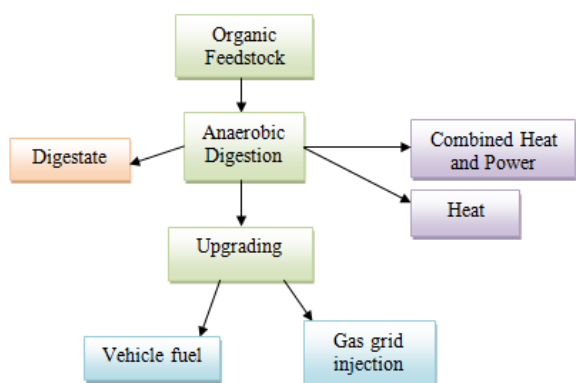 Organic
Feedstock
Anaerobic
Digestion
Digestate
Combined Heat
and Power
Heat
Upgrading
Vehicle fuel
Gas grid
injection